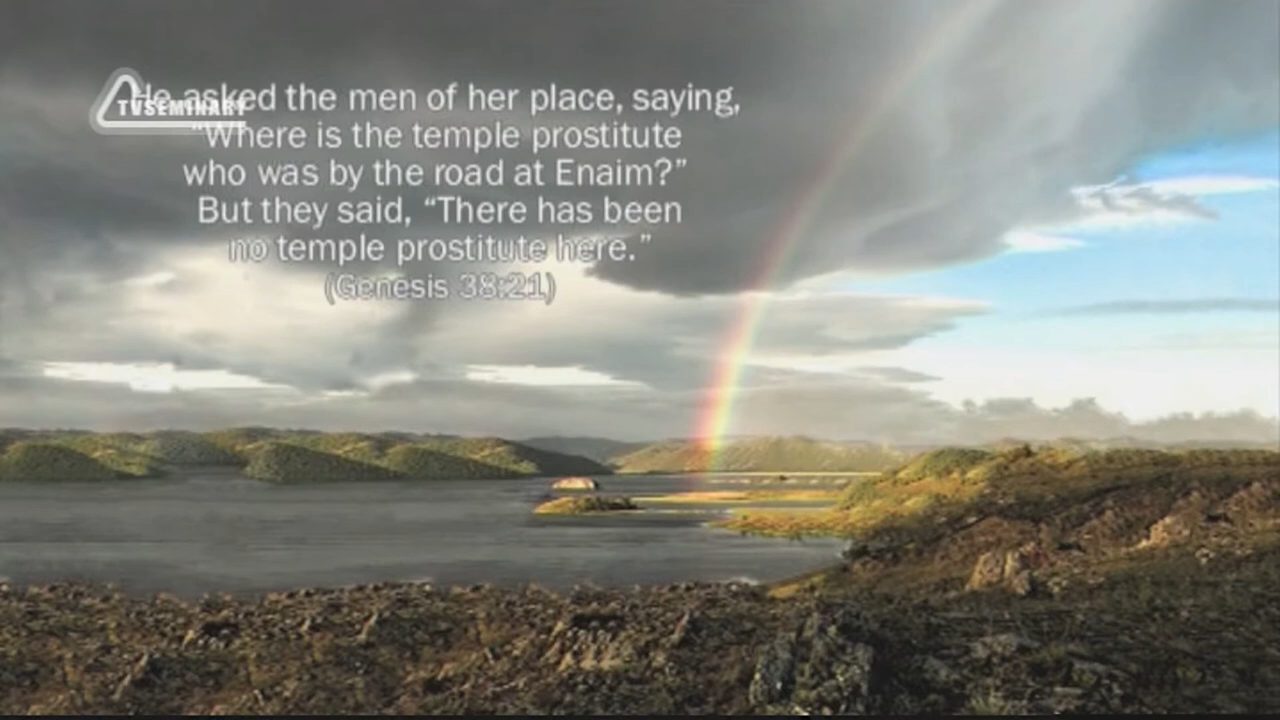 TVSEMINARY
He asked the men of her place, saying,
“Where is the temple prostitute
who was by the road at Enaim?”
But they said, “There has been
no temple prostitute here.”
(Genesis 38:21)